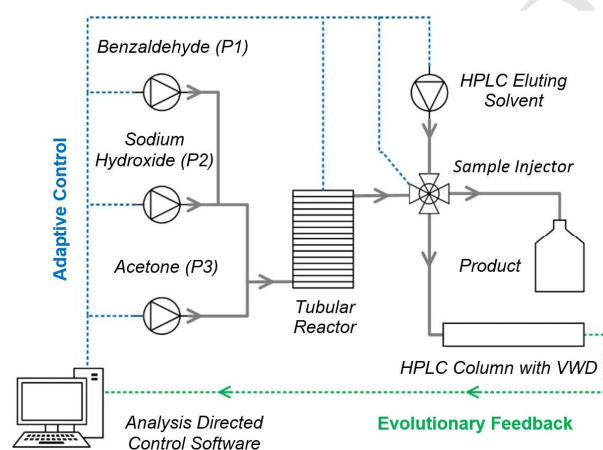 Benzaldehyde (P1)
HPLC Eluting
Solvent
Sodium
Hydroxide (P2)
Sample Injector
Adaptive Control
Acetone (P3)
Product
Tubular
Reactor
HPLC Column with VWD
Analysis Directed
Control Software
Evolutionary Feedback